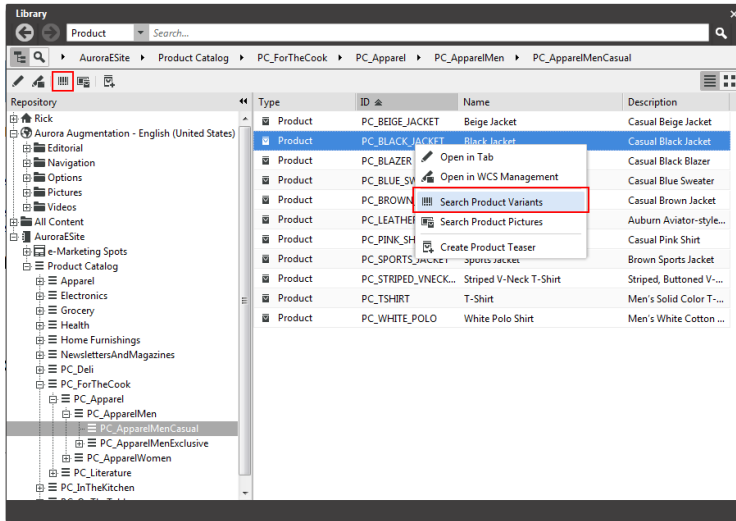 Library
Product Search...
AuroraESite Product Catalog PC_ForTheCook PC_Apparel PC_ApparelMen PC_ApparelMenCasual
Repository
Rick
Aurora Augmentation - English (United States)
Editorial
Navigation
Options
Pictures
Videos
All Content
AuroraESite
e-Marketing Spots
Product Catalog
Apparel
Electronics
Grocery
Health
Home Furnishings
NewslettersAndMagazines
PC_Deli
PC_ForTheCook
PC_Apparel
PC_ApparelMen
PC_ApparelMenCasual
PC_ApparelMenExclusive
PC_ApparelWomen
PC_Literature
PC_InTheKitchen
Type ID Name Description
Product PC_BEIGE_JACKET Beige Jacket Casual Beige Jacket
Product PC_BLACK_JACKET Black Jacket Casual Black Jacket
Product PC_BLAZER Casual Black Blazer
Product PC_BLUE_SW Casual Blue Sweater
Product PC_BROWN Casual Brown Jacket
Product PC_LEATHE Auburn Aviator-style...
Product PC_PINK_SH Casual Pink Shirt
Product PC_SPORTS_JACKET Sports Jacket Brown Sports Jacket
Product PC_STRIPED_VNECK... Striped V-Neck T-Shirt Striped, Buttoned V-...
Product PC_TSHIRT T-Shirt Men's Solid Color T-...
Product PC_WHITE_POLO White Polo Shirt Men's White Cotton ...
Open in Tab
Open in WCS Management
Search Product Variants
Search Product Pictures
Create Product Teaser